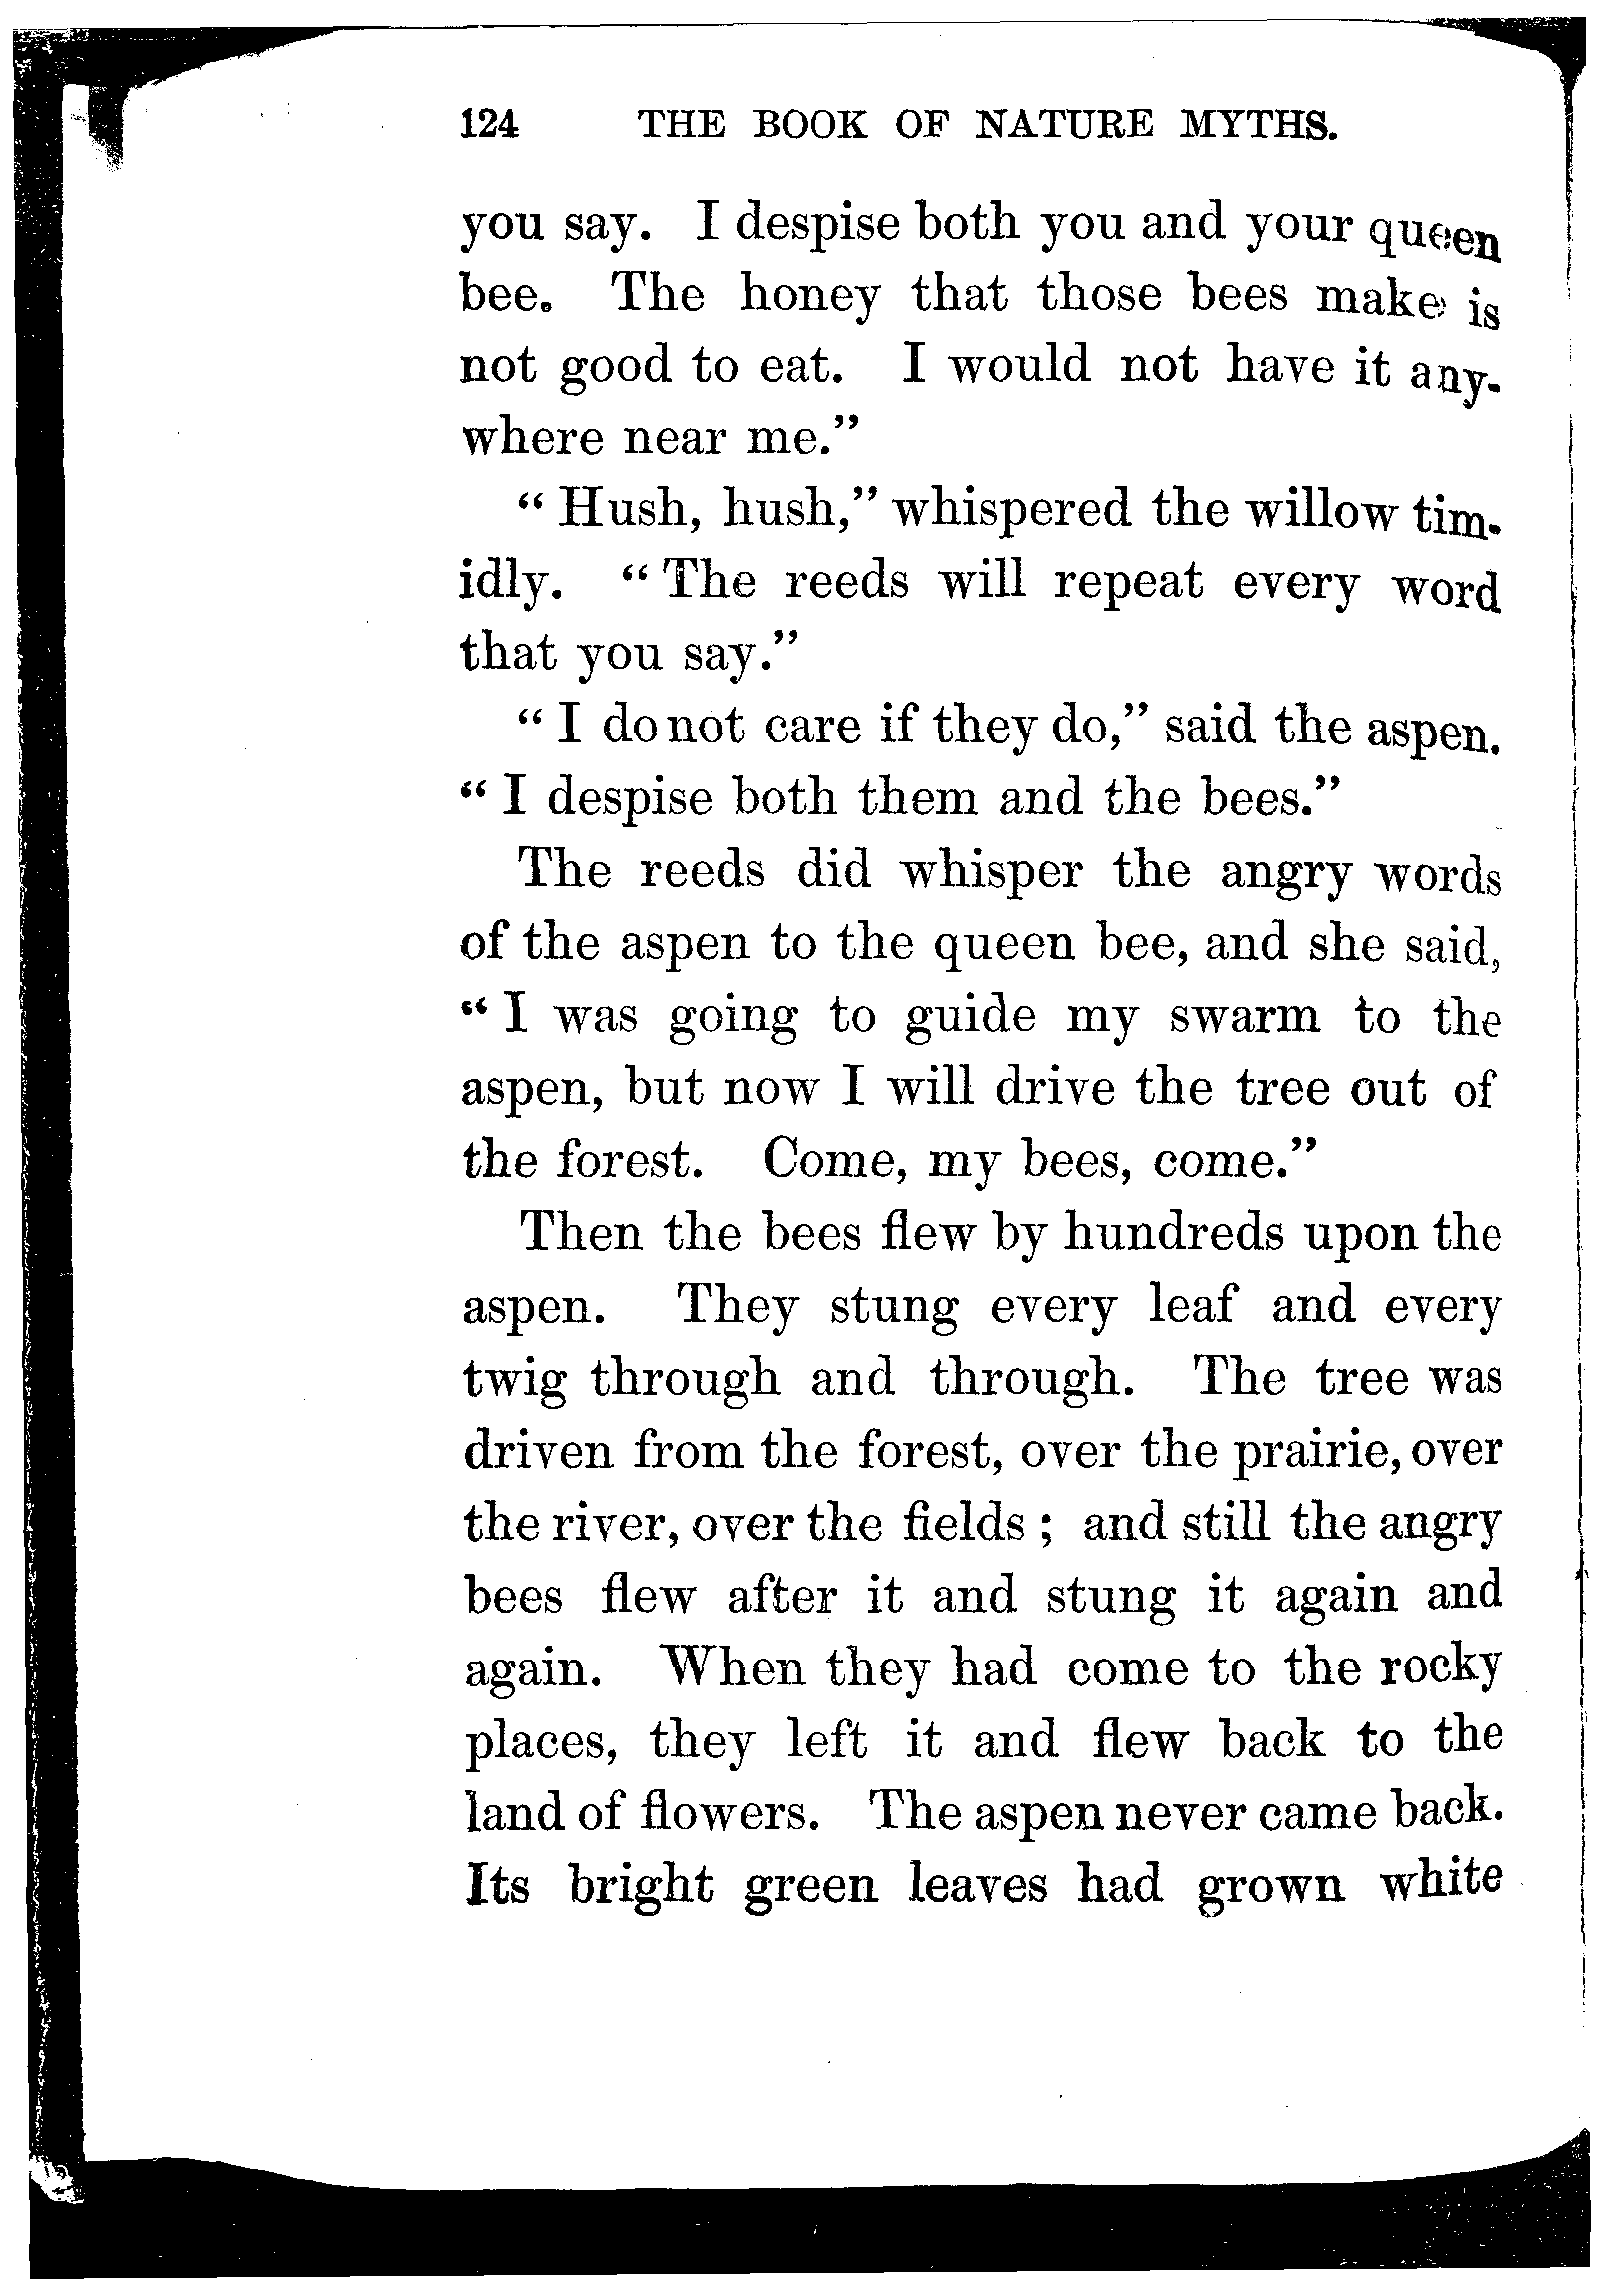 124 THE BOOK OF NATURE MYTHS.
you say. I despise both you and your queen
bee. The honey that those bees make is
not good to eat. I would not have it any-
where near me."
"Hush, hush," whispered the willow tim-
idly. "The reeds will repeat every word
that you say."
"I do not care if they do," said the aspen.
"I despise both them and the bees."
The reeds did whisper the angry words
of the aspen to the queen bee, and she said,
"I was going to guide my swarm to the
aspen, but now I will drive the tree out of
the forest. Come, my bees, come."
Then the bees flew by hundreds upon the
aspen. They stung every leaf and every
twig through and through. The tree was
driven from the forest, over the prairie, over
the river, over the fields; and still the angry
bees flew after it and stung it again and
again. When they had come to the rocky
places, they left it and flew back to the
land of flowers. The aspen never came back.
Its bright green leaves had grown white